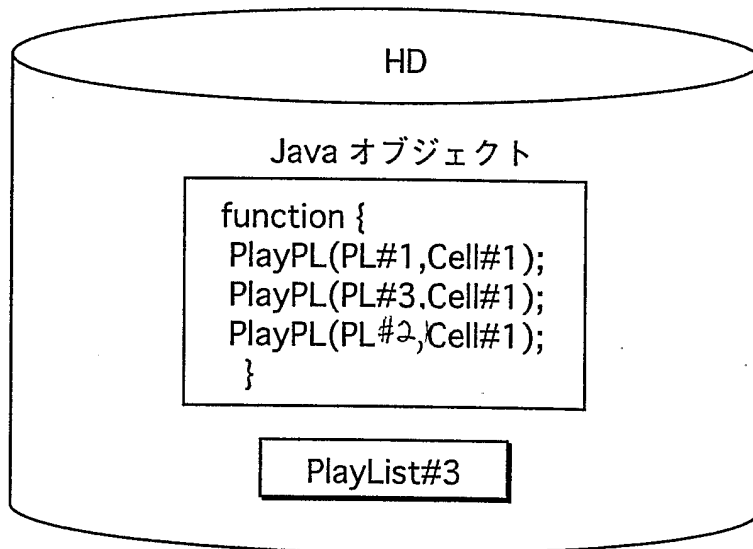 HD
Java オブジェクト
function {
PlayPL(PL#1,Cell#1);
PlayPL(PL#3,Cell#1);
PlayPL(PL#2,Cell#1);
}
PlayList#3